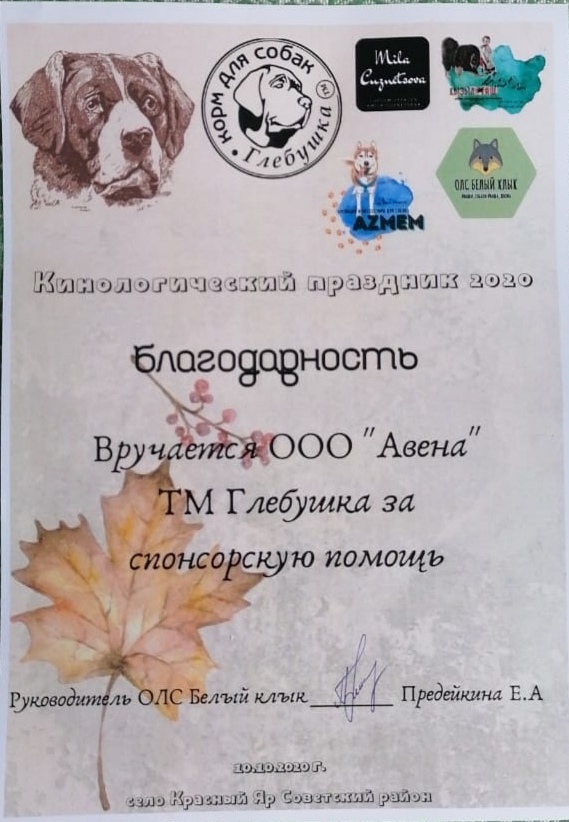 корм для собак
Глебушка
Mila
Cuznetsova
ОЛС БЕЛЫЙ КЛЫК
AZMEM
Кинологический праздник 2020
благодарность
Вручается ООО "Авена"
ТМ Глебушка за
спонсорскую помощь
Руководитель ОЛС Белый клык ________ Предейкина Е.А
10.10.2020 г.
село Красный Яр Советский район